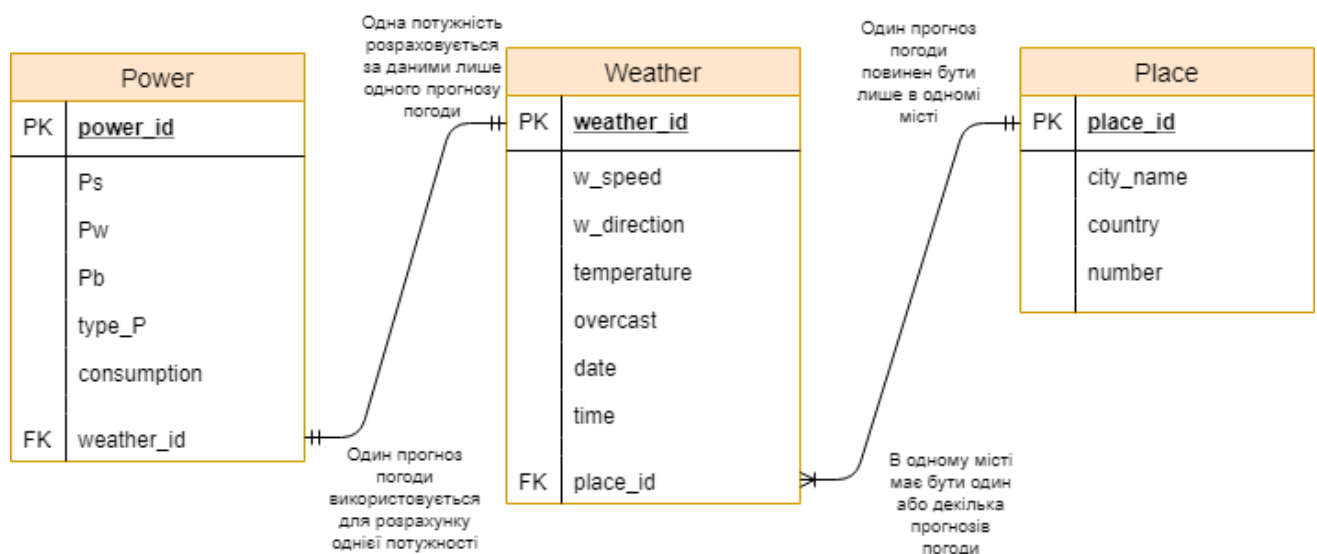 Одна потужність
розраховується
за даними лише
одного прогнозу
погоди
Один прогноз
погоди
повинен бути
лише в одномі
місті
Power
PK power_id
Ps
Pw
Pb
type_P
consumption
FK weather_id
Weather
PK weather_id
w_speed
w_direction
temperature
overcast
date
time
FK place_id
Place
PK place_id
city_name
country
number
Один прогноз
погоди
використовується
для розрахунку
однієї потужності
В одному місті
має бути один
або декілька
прогнозів
погоди